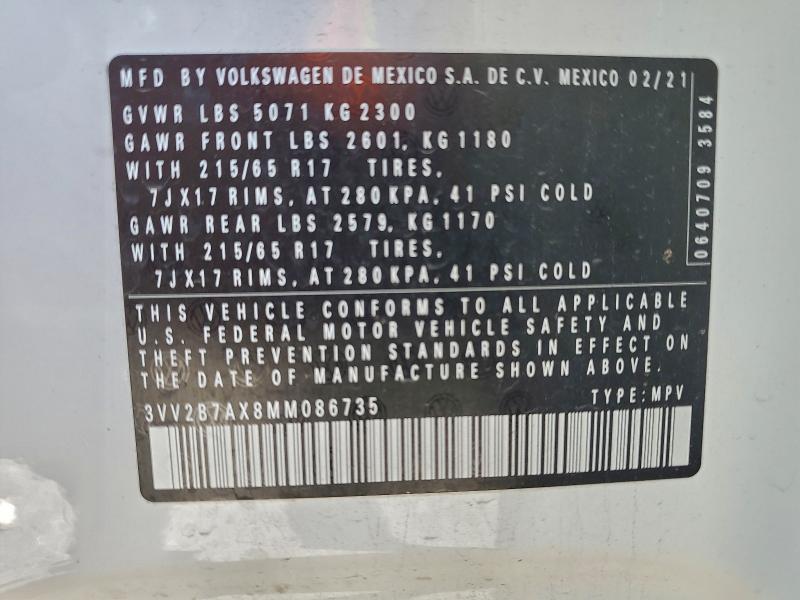 MFD BY VOLKSWAGEN DE MEXICO S.A. DE C.V. MEXICO 02/21
GVWR LBS 5071 KG 2300
GAWR FRONT LBS 2601, KG 1180
WITH 215/65 R17 TIRES.
7JX17 RIMS, AT 280 KPA, 41 PSI COLD
GAWR REAR LBS 2579, KG 1170
WITH 215/65 R17 TIRES.
7JX17 RIMS, AT 280 KPA, 41 PSI COLD
0640709 3584
THIS VEHICLE CONFORMS TO ALL APPLICABLE
U.S. FEDERAL MOTOR VEHICLE SAFETY AND
THEFT PREVENTION STANDARDS IN EFFECT ON
THE DATE OF MANUFACTURE SHOWN ABOVE.
3VV2B7AX8MM086735 TYPE: MPV